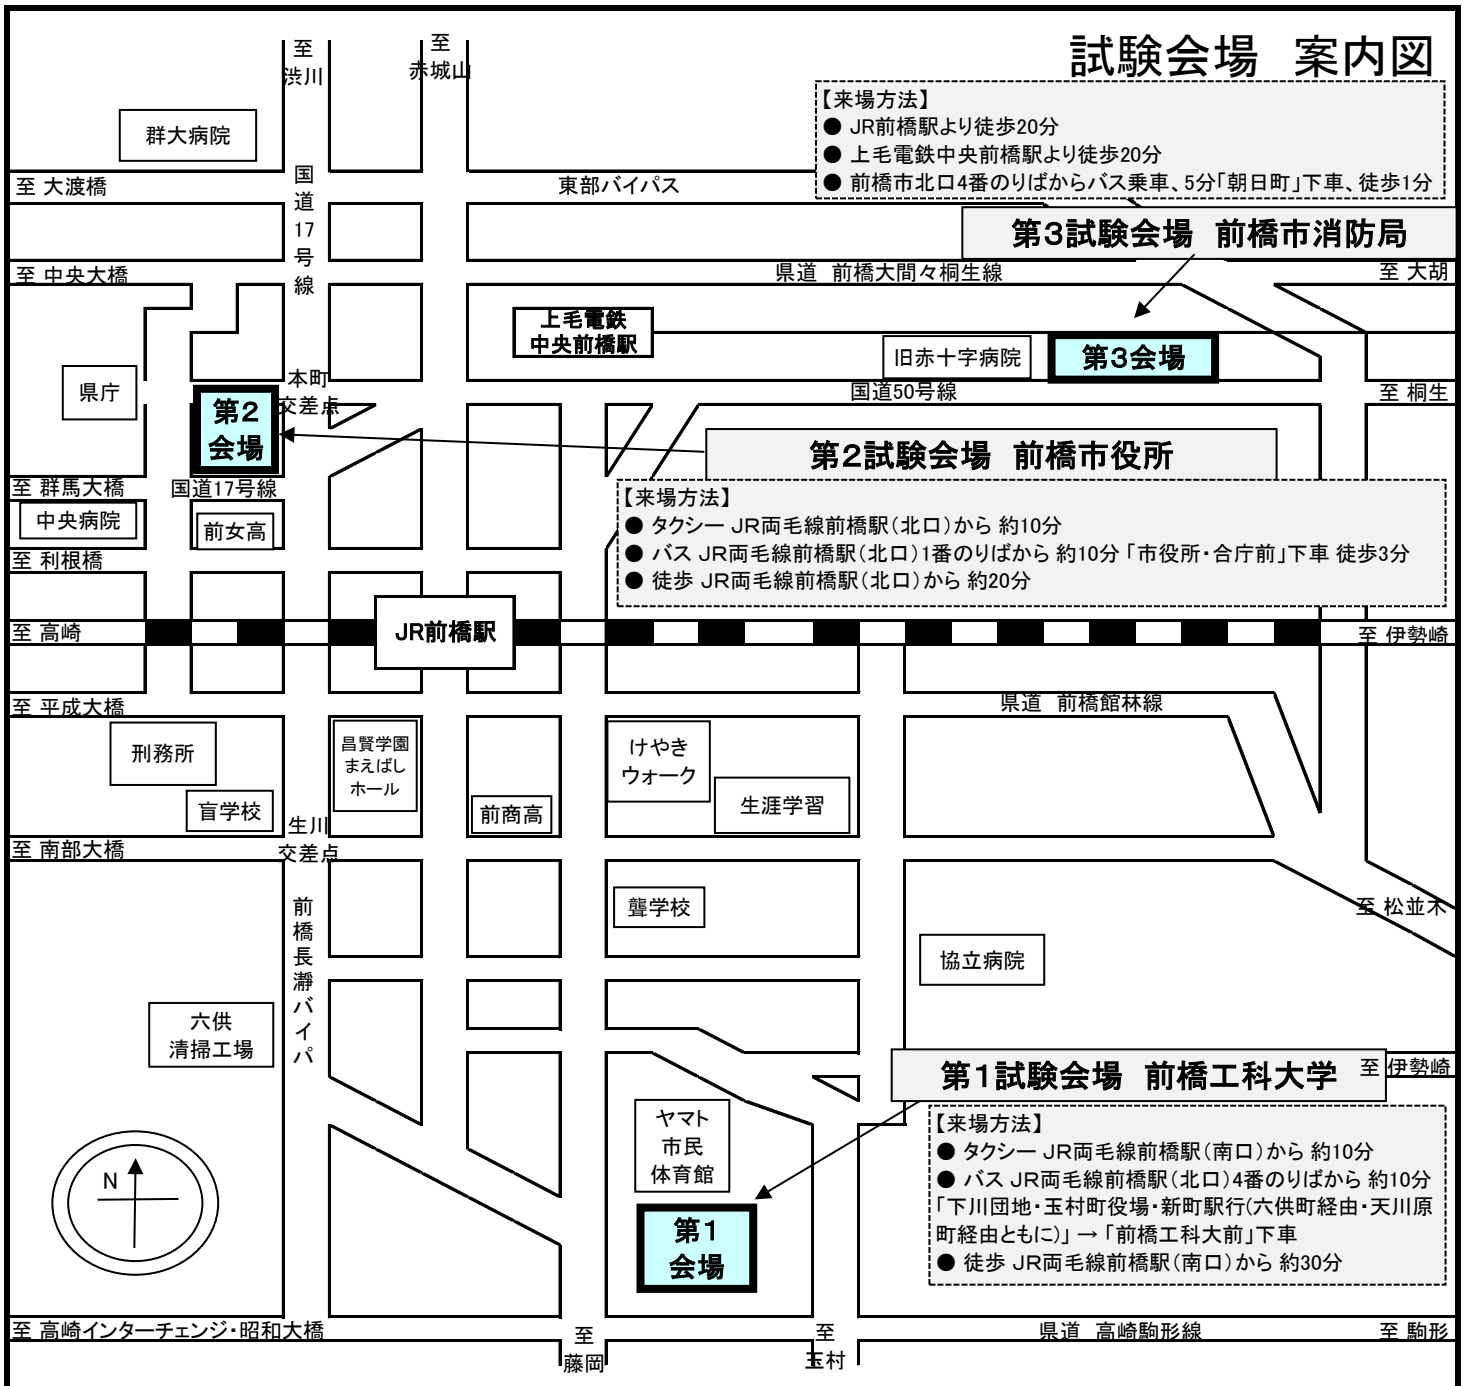 試験会場 案内図
至
渋川
至
赤城山
【来場方法】
● JR前橋駅より徒歩20分
● 上毛電鉄中央前橋駅より徒歩20分
● 前橋市北口4番のりばからバス乗車、5分「朝日町」下車、徒歩1分
群大病院
至 大渡橋
東部バイパス
国道17号線
第3試験会場 前橋市消防局
至 中央大橋
県道 前橋大間々桐生線
至 大胡
上毛電鉄
中央前橋駅
旧赤十字病院
第3会場
県庁
本町
交差点
国道50号線
至 桐生
第2
会場
第2試験会場 前橋市役所
至 群馬大橋
国道17号線
【来場方法】
● タクシー JR両毛線前橋駅(北口)から 約10分
● バス JR両毛線前橋駅(北口)1番のりばから 約10分 「市役所・合庁前」下車 徒歩3分
● 徒歩 JR両毛線前橋駅(北口)から 約20分
中央病院
前女高
至 利根橋
至 高崎
JR前橋駅
至 伊勢崎
至 平成大橋
県道 前橋館林線
刑務所
昌賢学園
まえばし
ホール
けやき
ウォーク
盲学校
前商高
生涯学習
生川
交差点
至 南部大橋
聾学校
至 松並木
前橋長瀞バイパ
協立病院
六供
清掃工場
第1試験会場 前橋工科大学
至 伊勢崎
【来場方法】
● タクシー JR両毛線前橋駅(南口)から 約10分
● バス JR両毛線前橋駅(北口)4番のりばから 約10分
「下川団地・玉村町役場・新町駅行(六供町経由・天川原
町経由ともに)」 → 「前橋工科大前」下車
● 徒歩 JR両毛線前橋駅(南口)から 約30分
ヤマト
市民
体育館
N
第1
会場
至 高崎インターチェンジ・昭和大橋
至
藤岡
至
玉村
県道 高崎駒形線
至 駒形